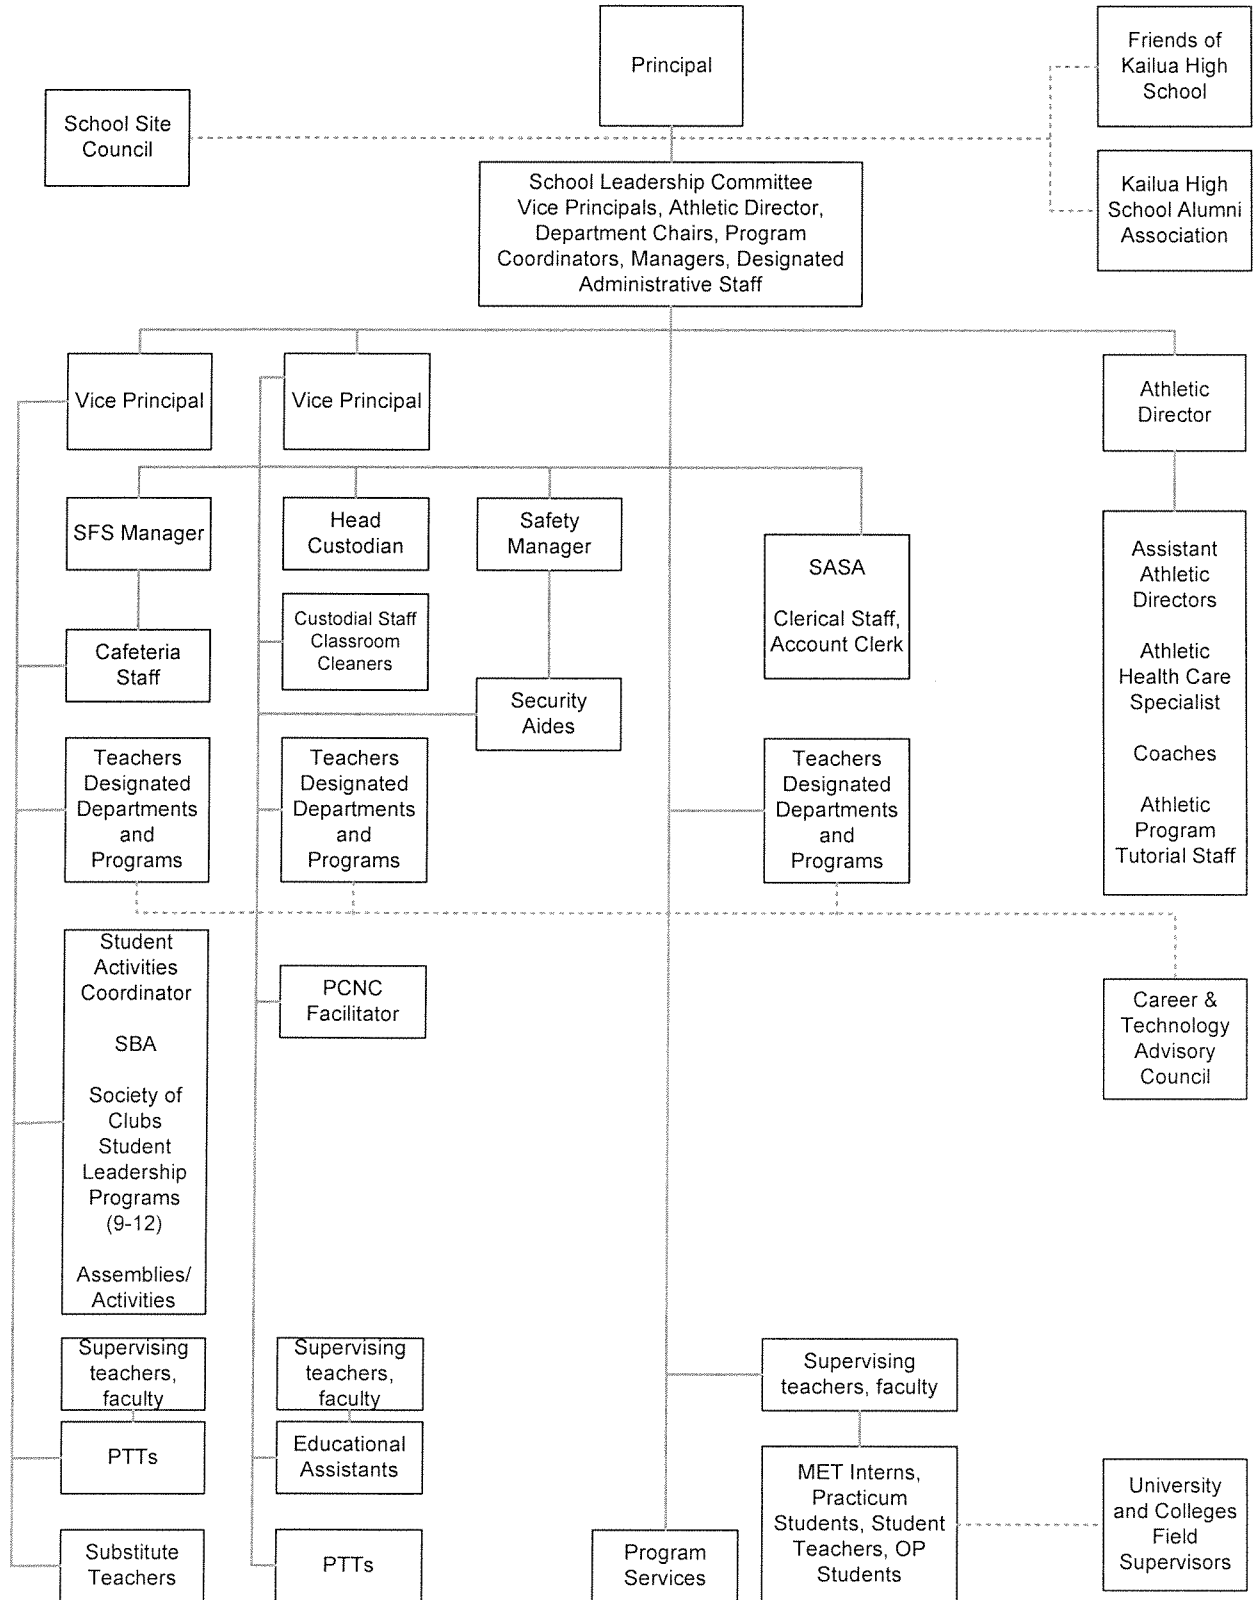 Principal
Friends of
Kailua High
School
School Site
Council
Kailua High
School Alumni
Association
School Leadership Committee
Vice Principals, Athletic Director,
Department Chairs, Program
Coordinators, Managers, Designated
Administrative Staff
Vice Principal
Vice Principal
Athletic
Director
SFS Manager
Head
Custodian
Safety
Manager
SASA
Clerical Staff,
Account Clerk
Assistant
Athletic
Directors
Athletic
Health Care
Specialist
Coaches
Athletic
Program
Tutorial Staff
Cafeteria
Staff
Custodial Staff
Classroom
Cleaners
Security
Aides
Teachers
Designated
Departments
and
Programs
Teachers
Designated
Departments
and
Programs
Teachers
Designated
Departments
and
Programs
Student
Activities
Coordinator
SBA
Society of
Clubs
Student
Leadership
Programs
(9-12)
Assemblies/
Activities
PCNC
Facilitator
Career &
Technology
Advisory
Council
Supervising
teachers,
faculty
Supervising
teachers,
faculty
Supervising
teachers, faculty
PTTs
Educational
Assistants
MET Interns,
Practicum
Students, Student
Teachers, OP
Students
University
and Colleges
Field
Supervisors
Substitute
Teachers
PTTs
Program
Services